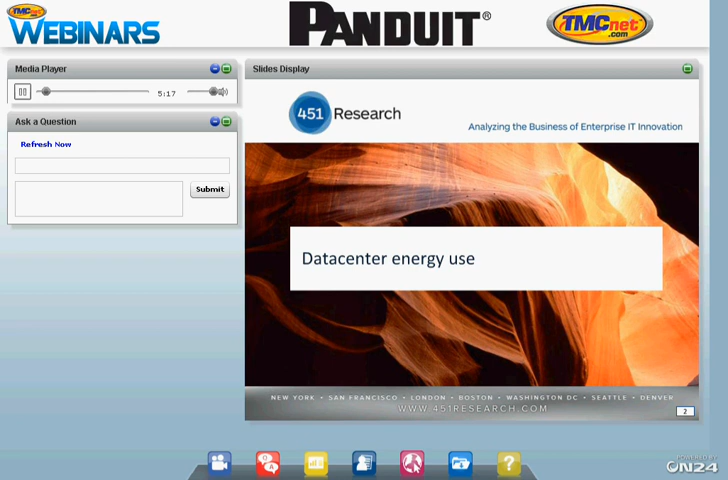 TMCnet
WEBINARS
PANDUIT®
TMCnet
.com
Media Player
5:17
Ask a Question
Refresh Now
Submit
Slides Display
451 Research
Analyzing the Business of Enterprise IT Innovation
Datacenter energy use
NEW YORK • SAN FRANCISCO • LONDON • BOSTON • WASHINGTON DC • SEATTLE • DENVER
WWW.451RESEARCH.COM
2
Q
A
?
POWERED BY
ON24